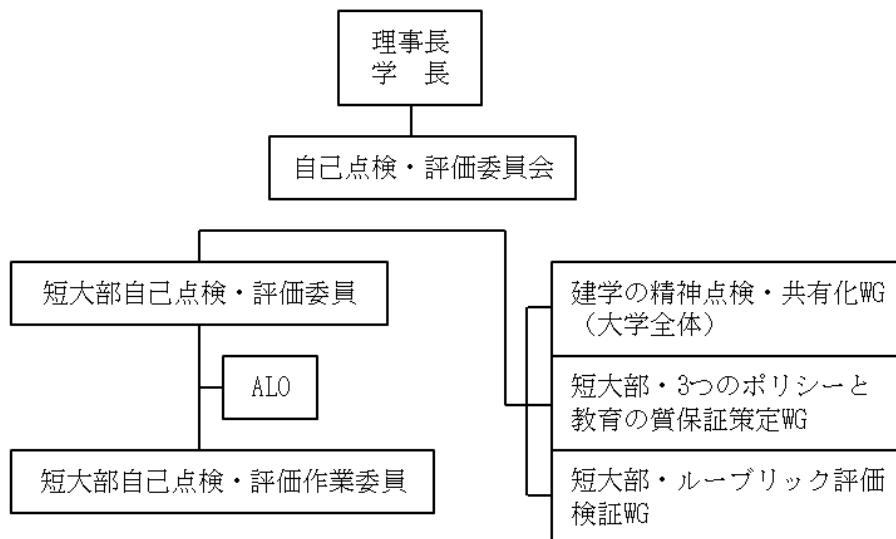 理事長
学　長
自己点検・評価委員会
短大部自己点検・評価委員
建学の精神点検・共有化WG
（大学全体）
ALO
短大部・3つのポリシーと
教育の質保証策定WG
短大部自己点検・評価作業委員
短大部・ルーブリック評価
検証WG